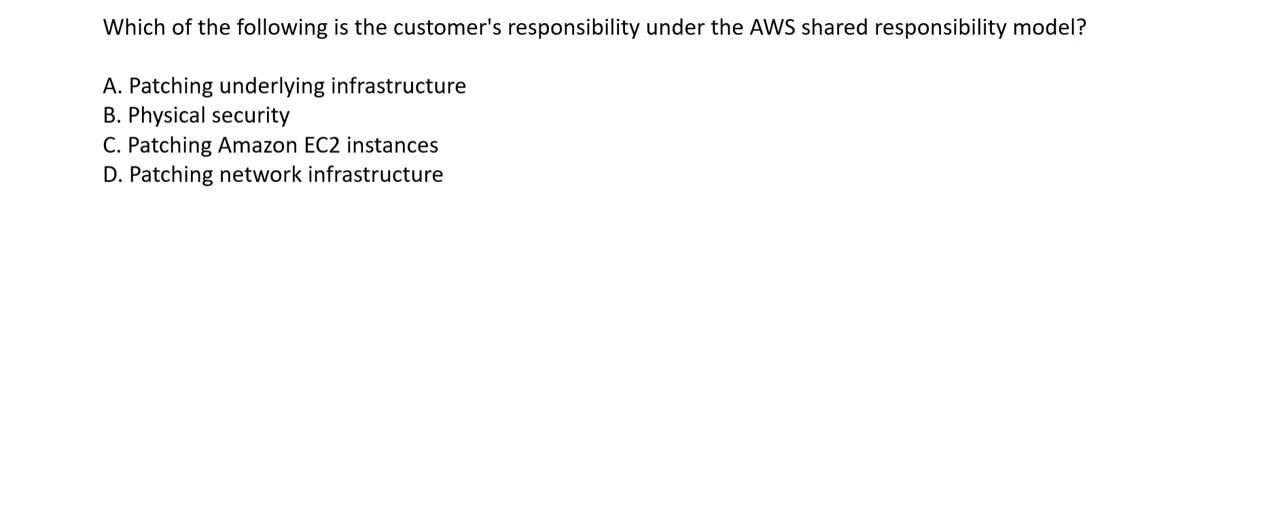 Which of the following is the customer's responsibility under the AWS shared responsibility model?
A. Patching underlying infrastructure
B. Physical security
C. Patching Amazon EC2 instances
D. Patching network infrastructure